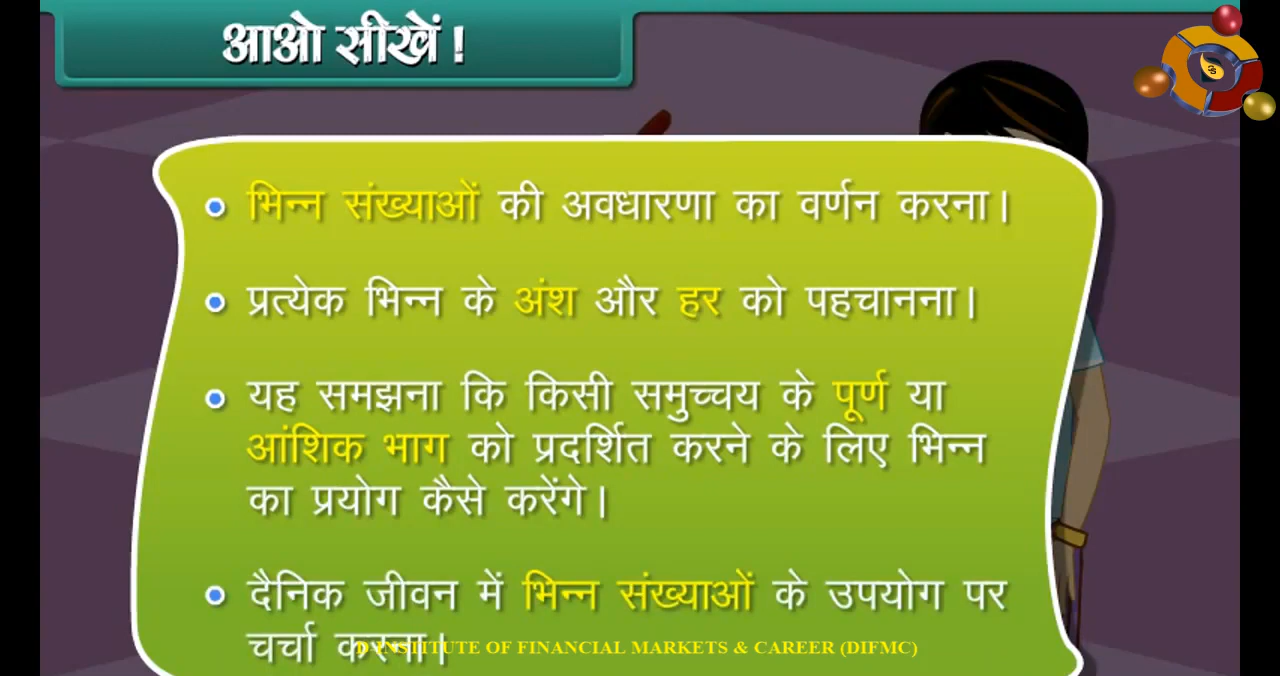 आओ सीखें!
भिन्न संख्याओं की अवधारणा का वर्णन करना।
प्रत्येक भिन्न के अंश और हर को पहचानना।
यह समझना कि किसी समुच्चय के पूर्ण या
आंशिक भाग को प्रदर्शित करने के लिए भिन्न
का प्रयोग कैसे करेंगे।
दैनिक जीवन में भिन्न संख्याओं के उपयोग पर
चर्चा करना।
INSTITUTE OF FINANCIAL MARKETS & CAREER (DIFMC)